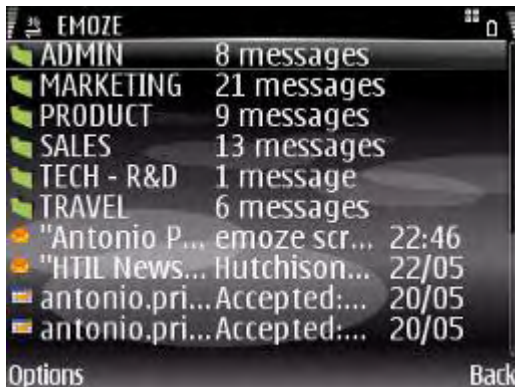 EMOZE
ADMIN 8 messages
MARKETING 21 messages
PRODUCT 9 messages
SALES 13 messages
TECH - R&D 1 message
TRAVEL 6 messages
"Antonio P... emoze scr... 22:46
"HTIL News... Hutchison... 22/05
antonio.pri... Accepted:... 20/05
antonio.pri... Accepted:... 20/05
Options Back